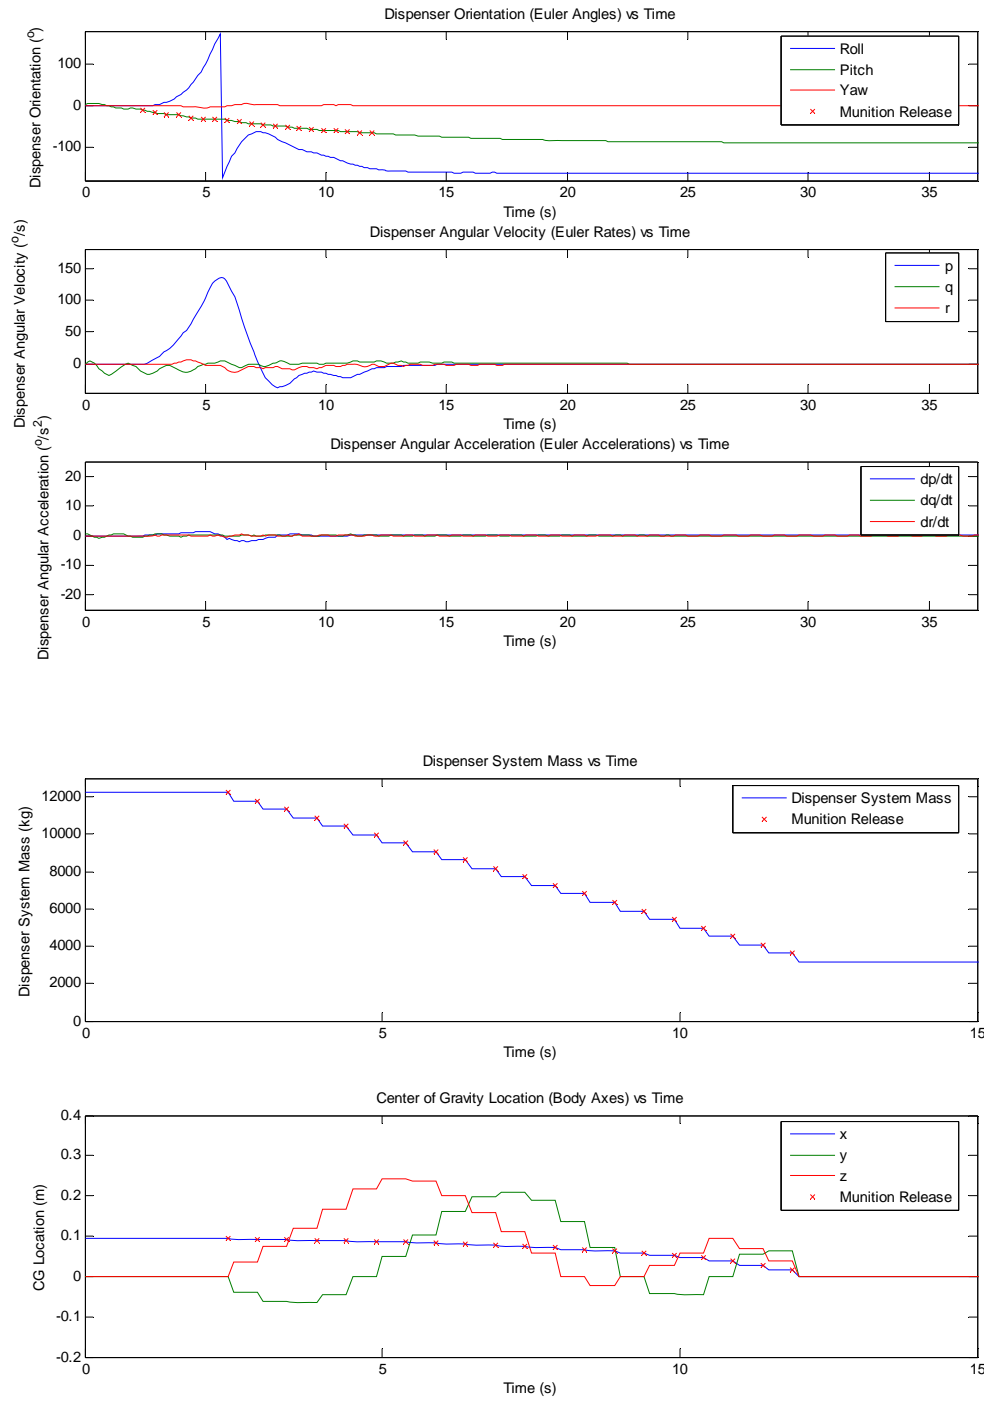 Dispenser Orientation (Euler Angles) vs Time
Dispenser Orientation (º)
100
0
-100
Roll
Pitch
Yaw
Munition Release
0 5 10 15 20 25 30 35
Time (s)
Dispenser Angular Velocity (Euler Rates) vs Time
Dispenser Angular Velocity (º/s)
150
100
50
0
p
q
r
0 5 10 15 20 25 30 35
Time (s)
Dispenser Angular Acceleration (Euler Accelerations) vs Time
Dispenser Angular Acceleration (º/s²)
20
10
0
-10
-20
dp/dt
dq/dt
dr/dt
0 5 10 15 20 25 30 35
Time (s)
Dispenser System Mass vs Time
Dispenser System Mass (kg)
12000
10000
8000
6000
4000
2000
0
Dispenser System Mass
Munition Release
0 5 10 15
Time (s)
Center of Gravity Location (Body Axes) vs Time
CG Location (m)
0.4
0.3
0.2
0.1
0
-0.1
-0.2
x
y
z
Munition Release
0 5 10 15
Time (s)